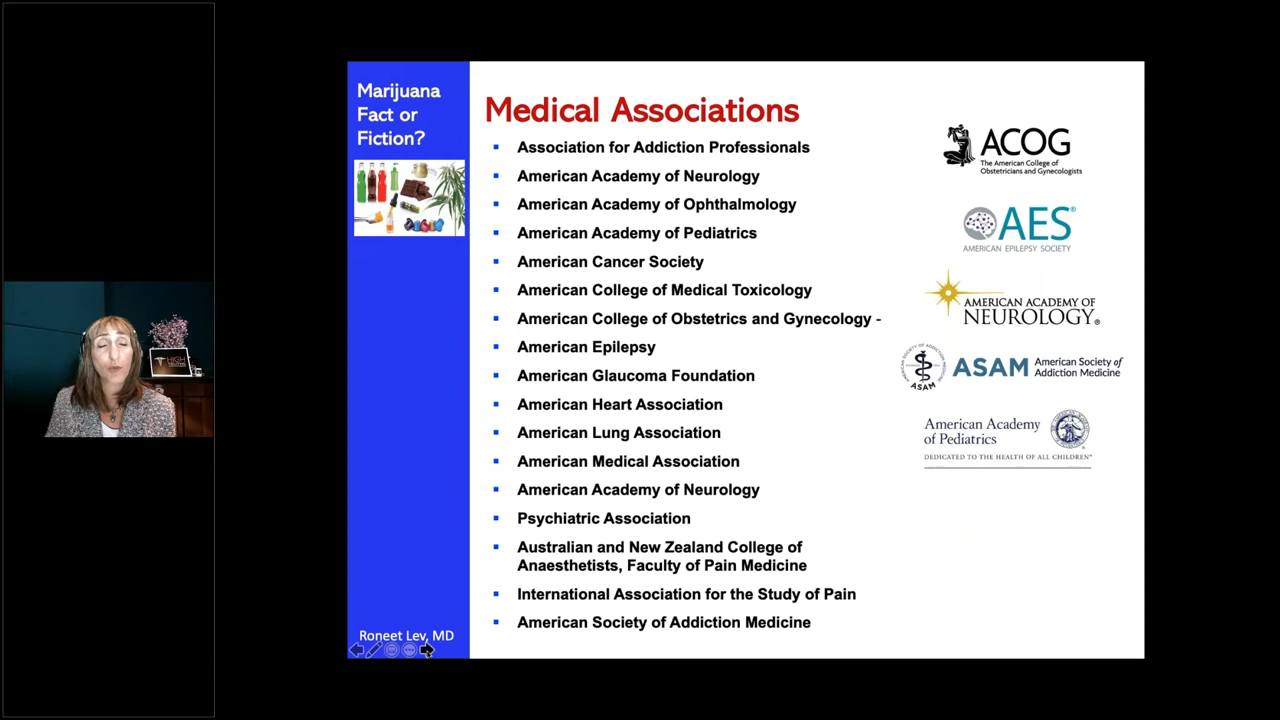 Marijuana
Fact or
Fiction?
Roneet Lev, MD
Medical Associations
Association for Addiction Professionals
American Academy of Neurology
American Academy of Ophthalmology
American Academy of Pediatrics
American Cancer Society
American College of Medical Toxicology
American College of Obstetrics and Gynecology -
American Epilepsy
American Glaucoma Foundation
American Heart Association
American Lung Association
American Medical Association
American Academy of Neurology
Psychiatric Association
Australian and New Zealand College of
Anaesthetists, Faculty of Pain Medicine
International Association for the Study of Pain
American Society of Addiction Medicine
ACOG
The American College of
Obstetricians and Gynecologists
AES®
AMERICAN EPILEPSY SOCIETY
AMERICAN ACADEMY OF
NEUROLOGY®
ASAM
ASAM
American Society of
Addiction Medicine
American Academy
of Pediatrics
DEDICATED TO THE HEALTH OF ALL CHILDREN™
HIGH